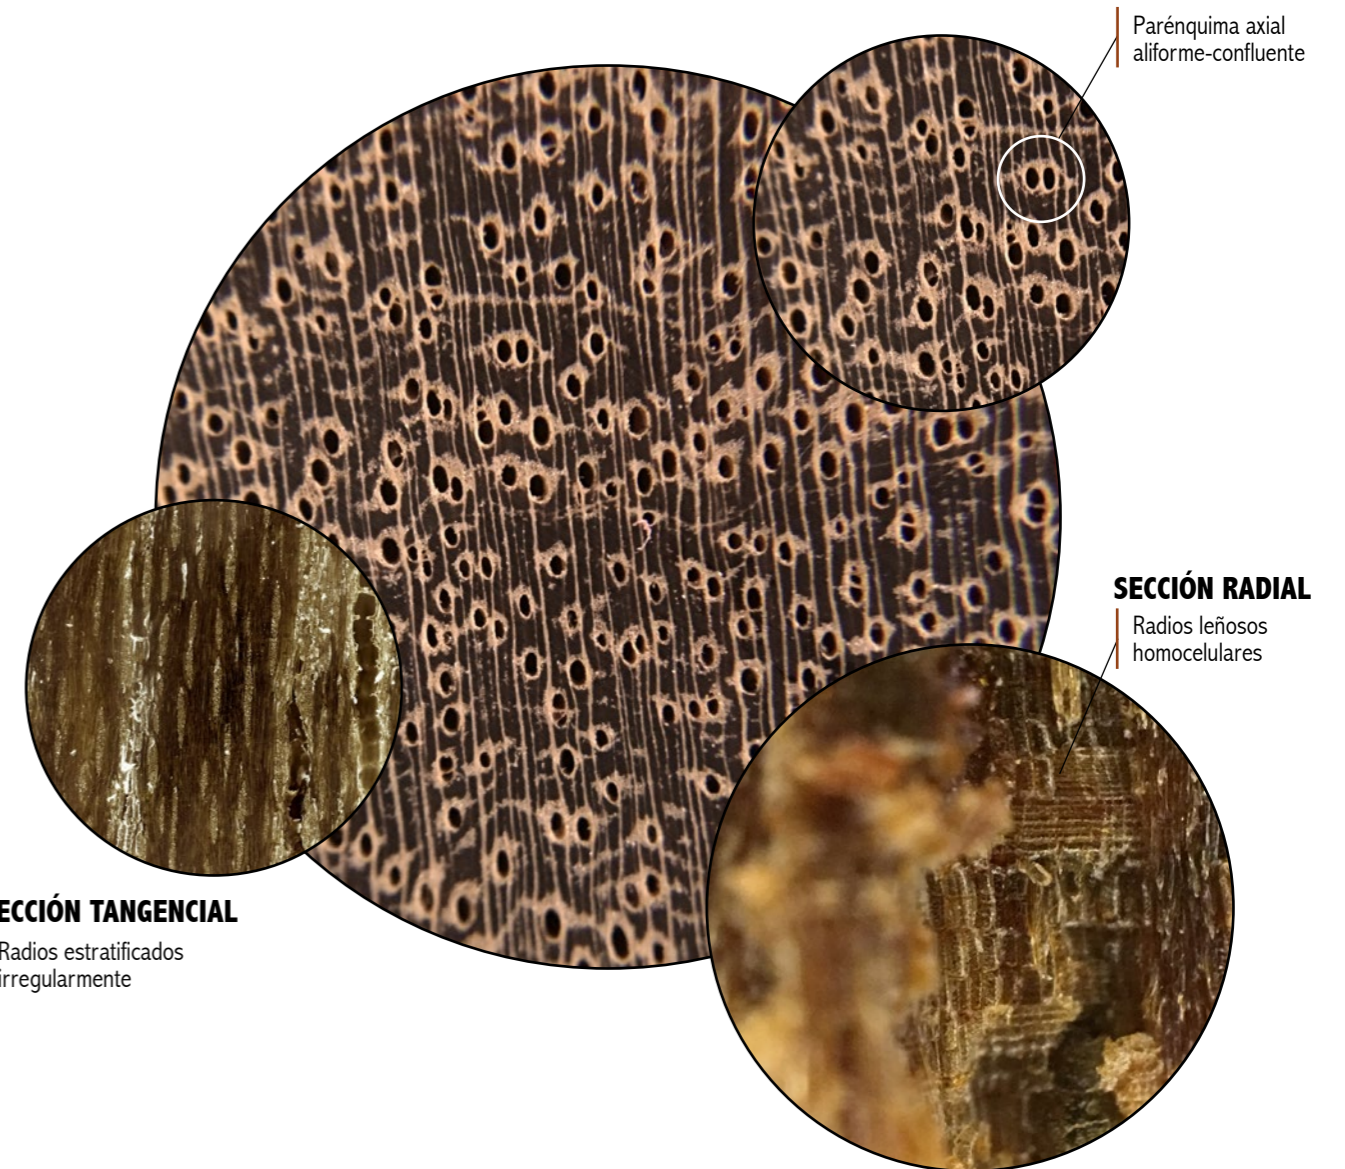 Parénquima axial
aliforme-confluente
SECCIÓN RADIAL
Radios leñosos
homocelulares
ECCIÓN TANGENCIAL
Radios estratificados
irregularmente